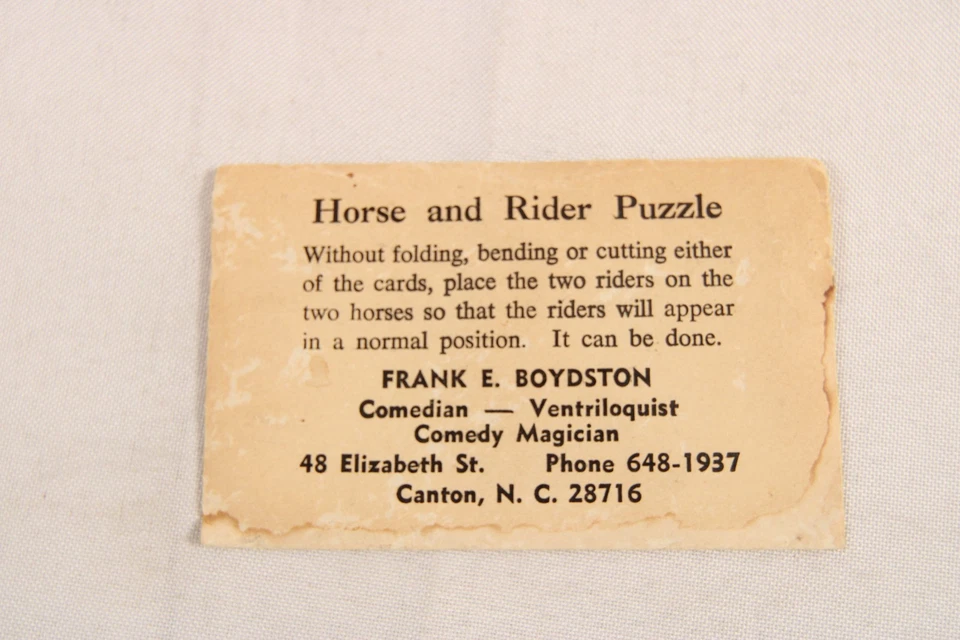 Horse and Rider Puzzle
Without folding, bending or cutting either
of the cards, place the two riders on the
two horses so that the riders will appear
in a normal position. It can be done.
FRANK E. BOYDSTON
Comedian — Ventriloquist
Comedy Magician
48 Elizabeth St. Phone 648-1937
Canton, N. C. 28716